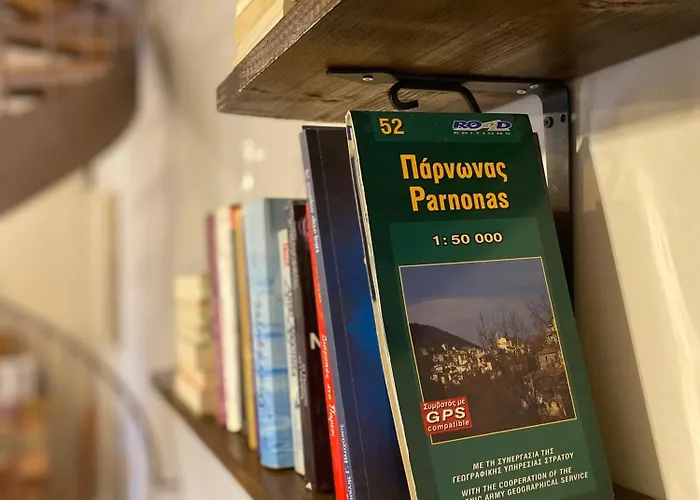 52
ROAD
EDITIONS
Πάρνωνας
Parnonas
1:50 000
Συμβατός με
GPS
compatible
ΜΕ ΤΗ ΣΥΝΕΡΓΑΣΙΑ ΤΗΣ
ΓΕΩΓΡΑΦΙΚΗΣ ΥΠΗΡΕΣΙΑΣ ΣΤΡΑΤΟΥ
WITH THE COOPERATION OF THE
ARMY GEOGRAPHICAL SERVICE